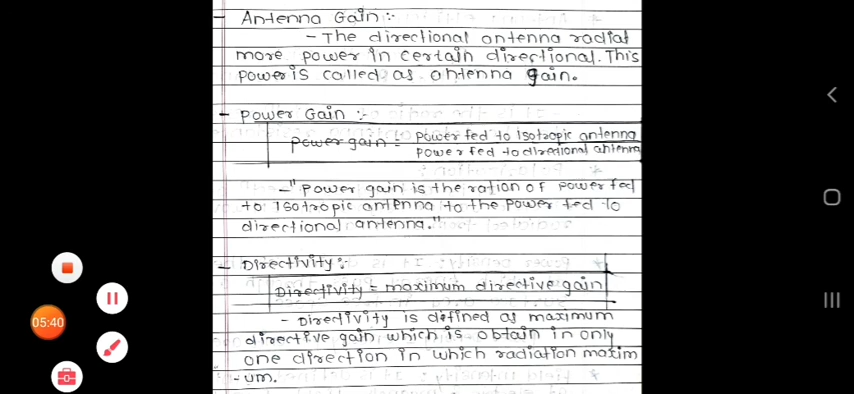 - Antenna Gain :-
- The directional antenna radiat
more power in certain directional. This
power is called as antenna gain.
- Power Gain :-
power gain = Power fed to Isotropic antenna
Power fed to directional antenna
- "Power gain is the ration of power fed
to Isotropic antenna to the power fed to
directional antenna."
- Directivity :-
Directivity = maximum directive gain
- Directivity is defined as maximum
directive gain which is obtain in only
one direction in which radiation maxim
-um.
05:40